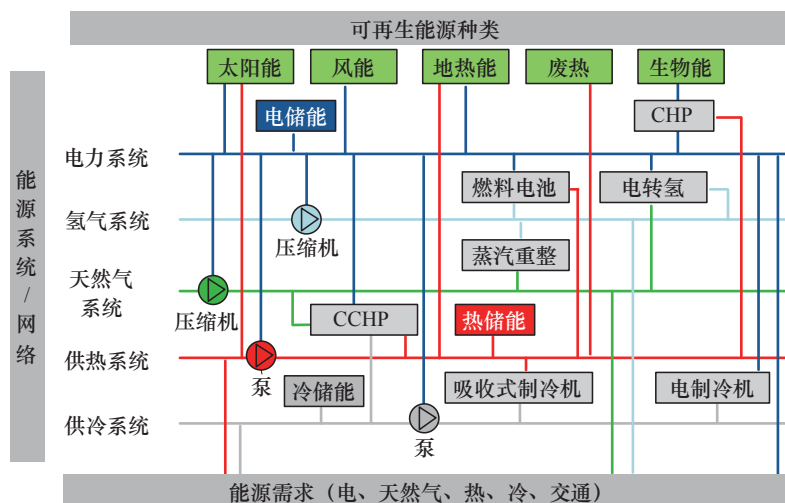 可再生能源种类
太阳能
风能
地热能
废热
生物能
电储能
CHP
能源系统/网络
电力系统
燃料电池
电转氢
氢气系统
压缩机
蒸汽重整
天然气
系统
压缩机
CCHP
热储能
供热系统
泵
冷储能
吸收式制冷机
电制冷机
供冷系统
泵
能源需求（电、天然气、热、冷、交通）